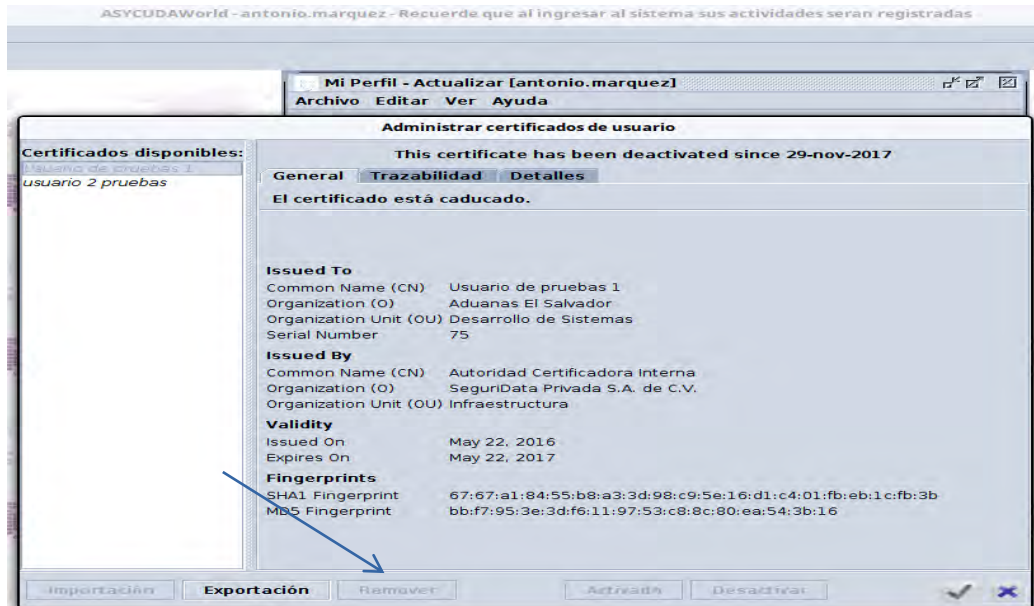 ASYCUDAWorld - antonio.marquez - Recuerde que al ingresar al sistema sus actividades seran registradas
Mi Perfil - Actualizar [antonio.marquez]
Archivo Editar Ver Ayuda
Administrar certificados de usuario
Certificados disponibles:
Usuario de pruebas 1
usuario 2 pruebas
This certificate has been deactivated since 29-nov-2017
General Trazabilidad Detalles
El certificado está caducado.
Issued To
Common Name (CN) Usuario de pruebas 1
Organization (O) Aduanas El Salvador
Organization Unit (OU) Desarrollo de Sistemas
Serial Number 75
Issued By
Common Name (CN) Autoridad Certificadora Interna
Organization (O) SeguriData Privada S.A. de C.V.
Organization Unit (OU) Infraestructura
Validity
Issued On May 22, 2016
Expires On May 22, 2017
Fingerprints
SHA1 Fingerprint 67:67:a1:84:55:b8:a3:3d:98:c9:5e:16:d1:c4:01:fb:eb:1c:fb:3b
MD5 Fingerprint bb:f7:95:3e:3d:f6:11:97:53:c8:8c:80:ea:54:3b:16
Importación Exportación Remover Activado Desactivar